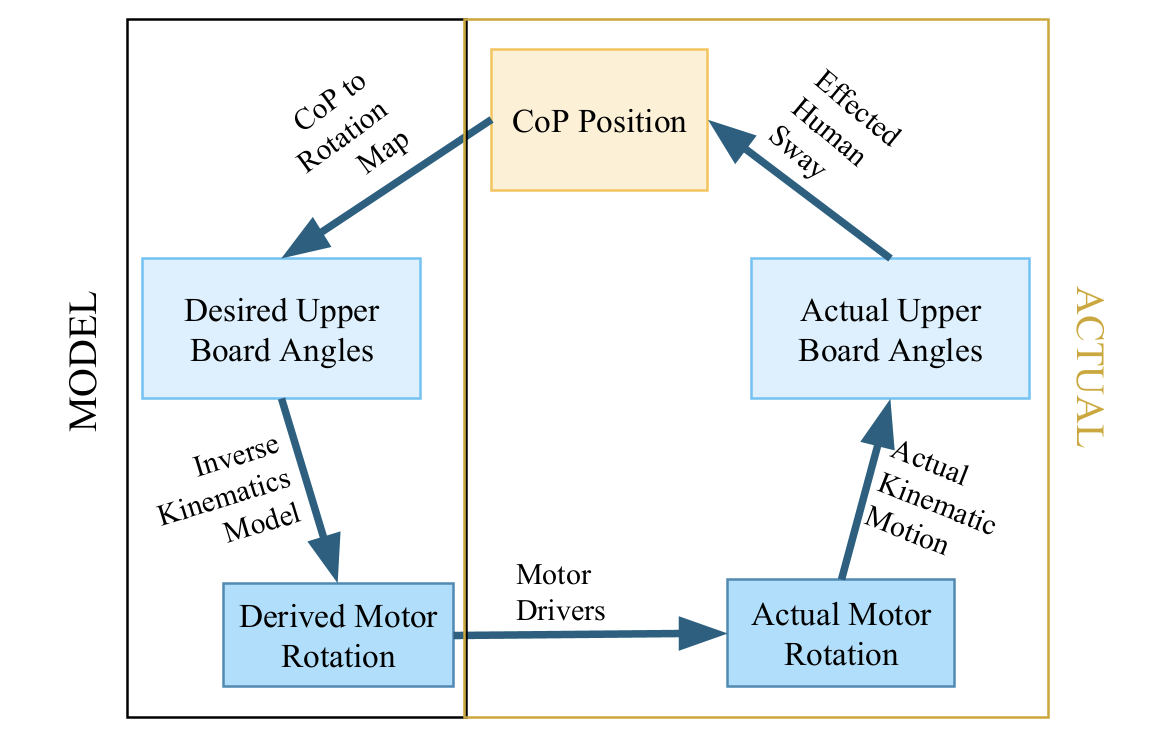 MODEL
CoP to
Rotation
Map
CoP Position
Effected
Human
Sway
Desired Upper
Board Angles
Actual Upper
Board Angles
ACTUAL
Inverse
Kinematics
Model
Actual
Kinematic
Motion
Derived Motor
Rotation
Motor
Drivers
Actual Motor
Rotation